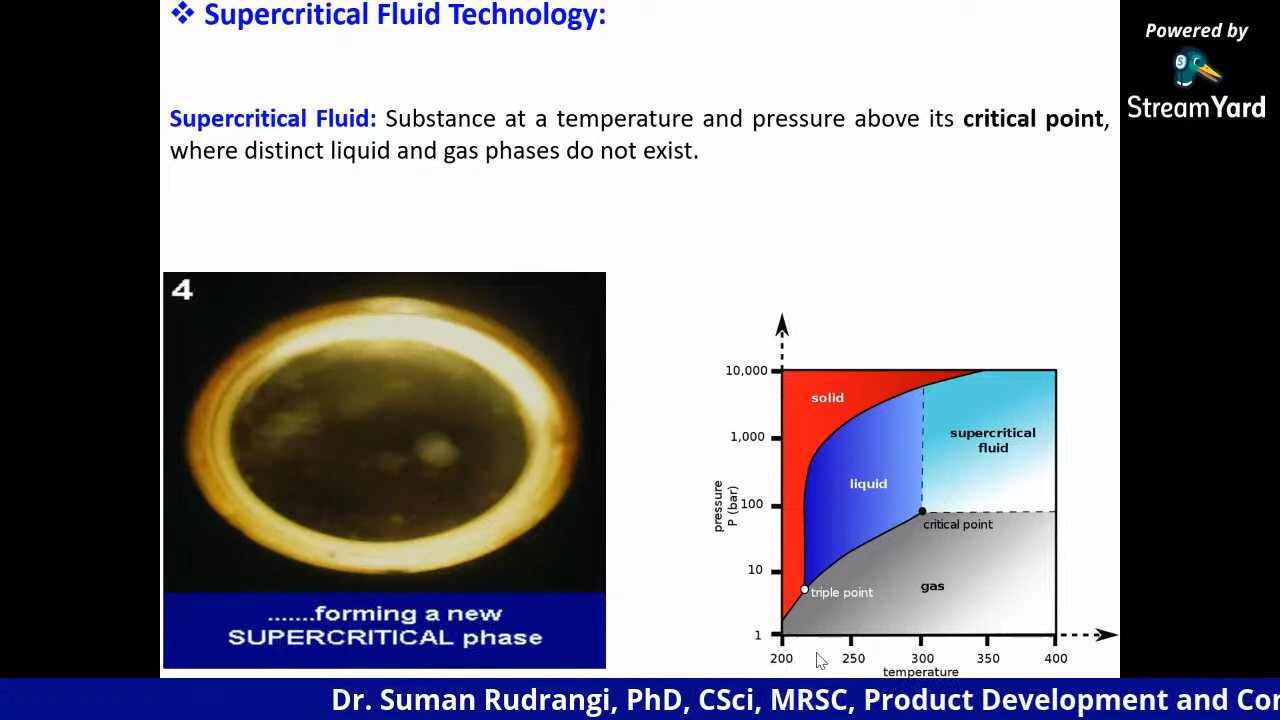 ❖ Supercritical Fluid Technology:
Powered by
StreamYard
Supercritical Fluid: Substance at a temperature and pressure above its critical point,
where distinct liquid and gas phases do not exist.
4
.......forming a new
SUPERCRITICAL phase
10,000
1,000
100
10
1
pressure
P (bar)
solid
supercritical
fluid
liquid
critical point
gas
triple point
200 250 300 350 400
temperature
Dr. Suman Rudrangi, PhD, CSci, MRSC, Product Development and Con